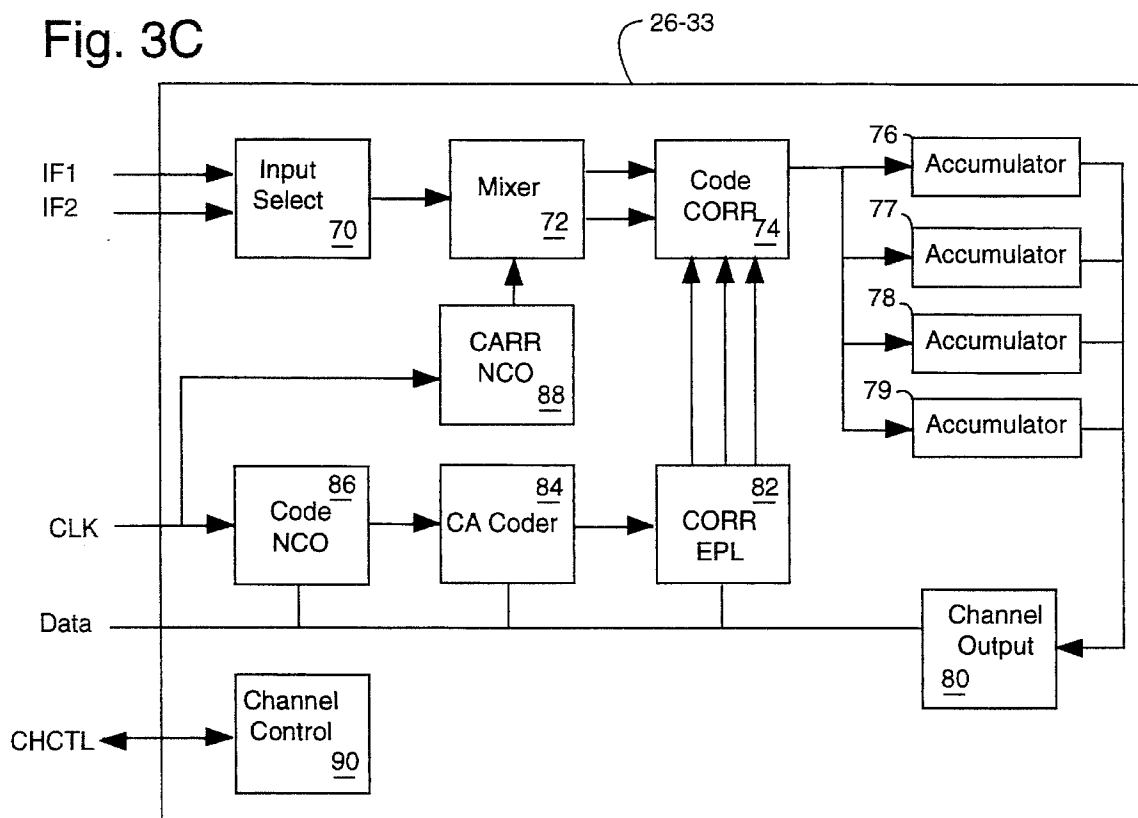 Fig. 3C
26-33
IF1
IF2
Input
Select
70
Mixer
72
Code
CORR
74
76
Accumulator
77
Accumulator
78
Accumulator
79
Accumulator
CARR
NCO
88
CLK
86
Code
NCO
84
CA Coder
82
CORR
EPL
Data
Channel
Output
80
CHCTL
Channel
Control
90